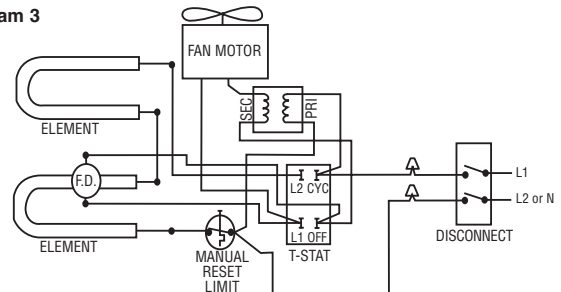 am 3
FAN MOTOR
SEC
PRI
ELEMENT
F.D.
L2 CYC
L1
L2 or N
L1 OFF
DISCONNECT
ELEMENT
T-STAT
MANUAL
RESET
LIMIT